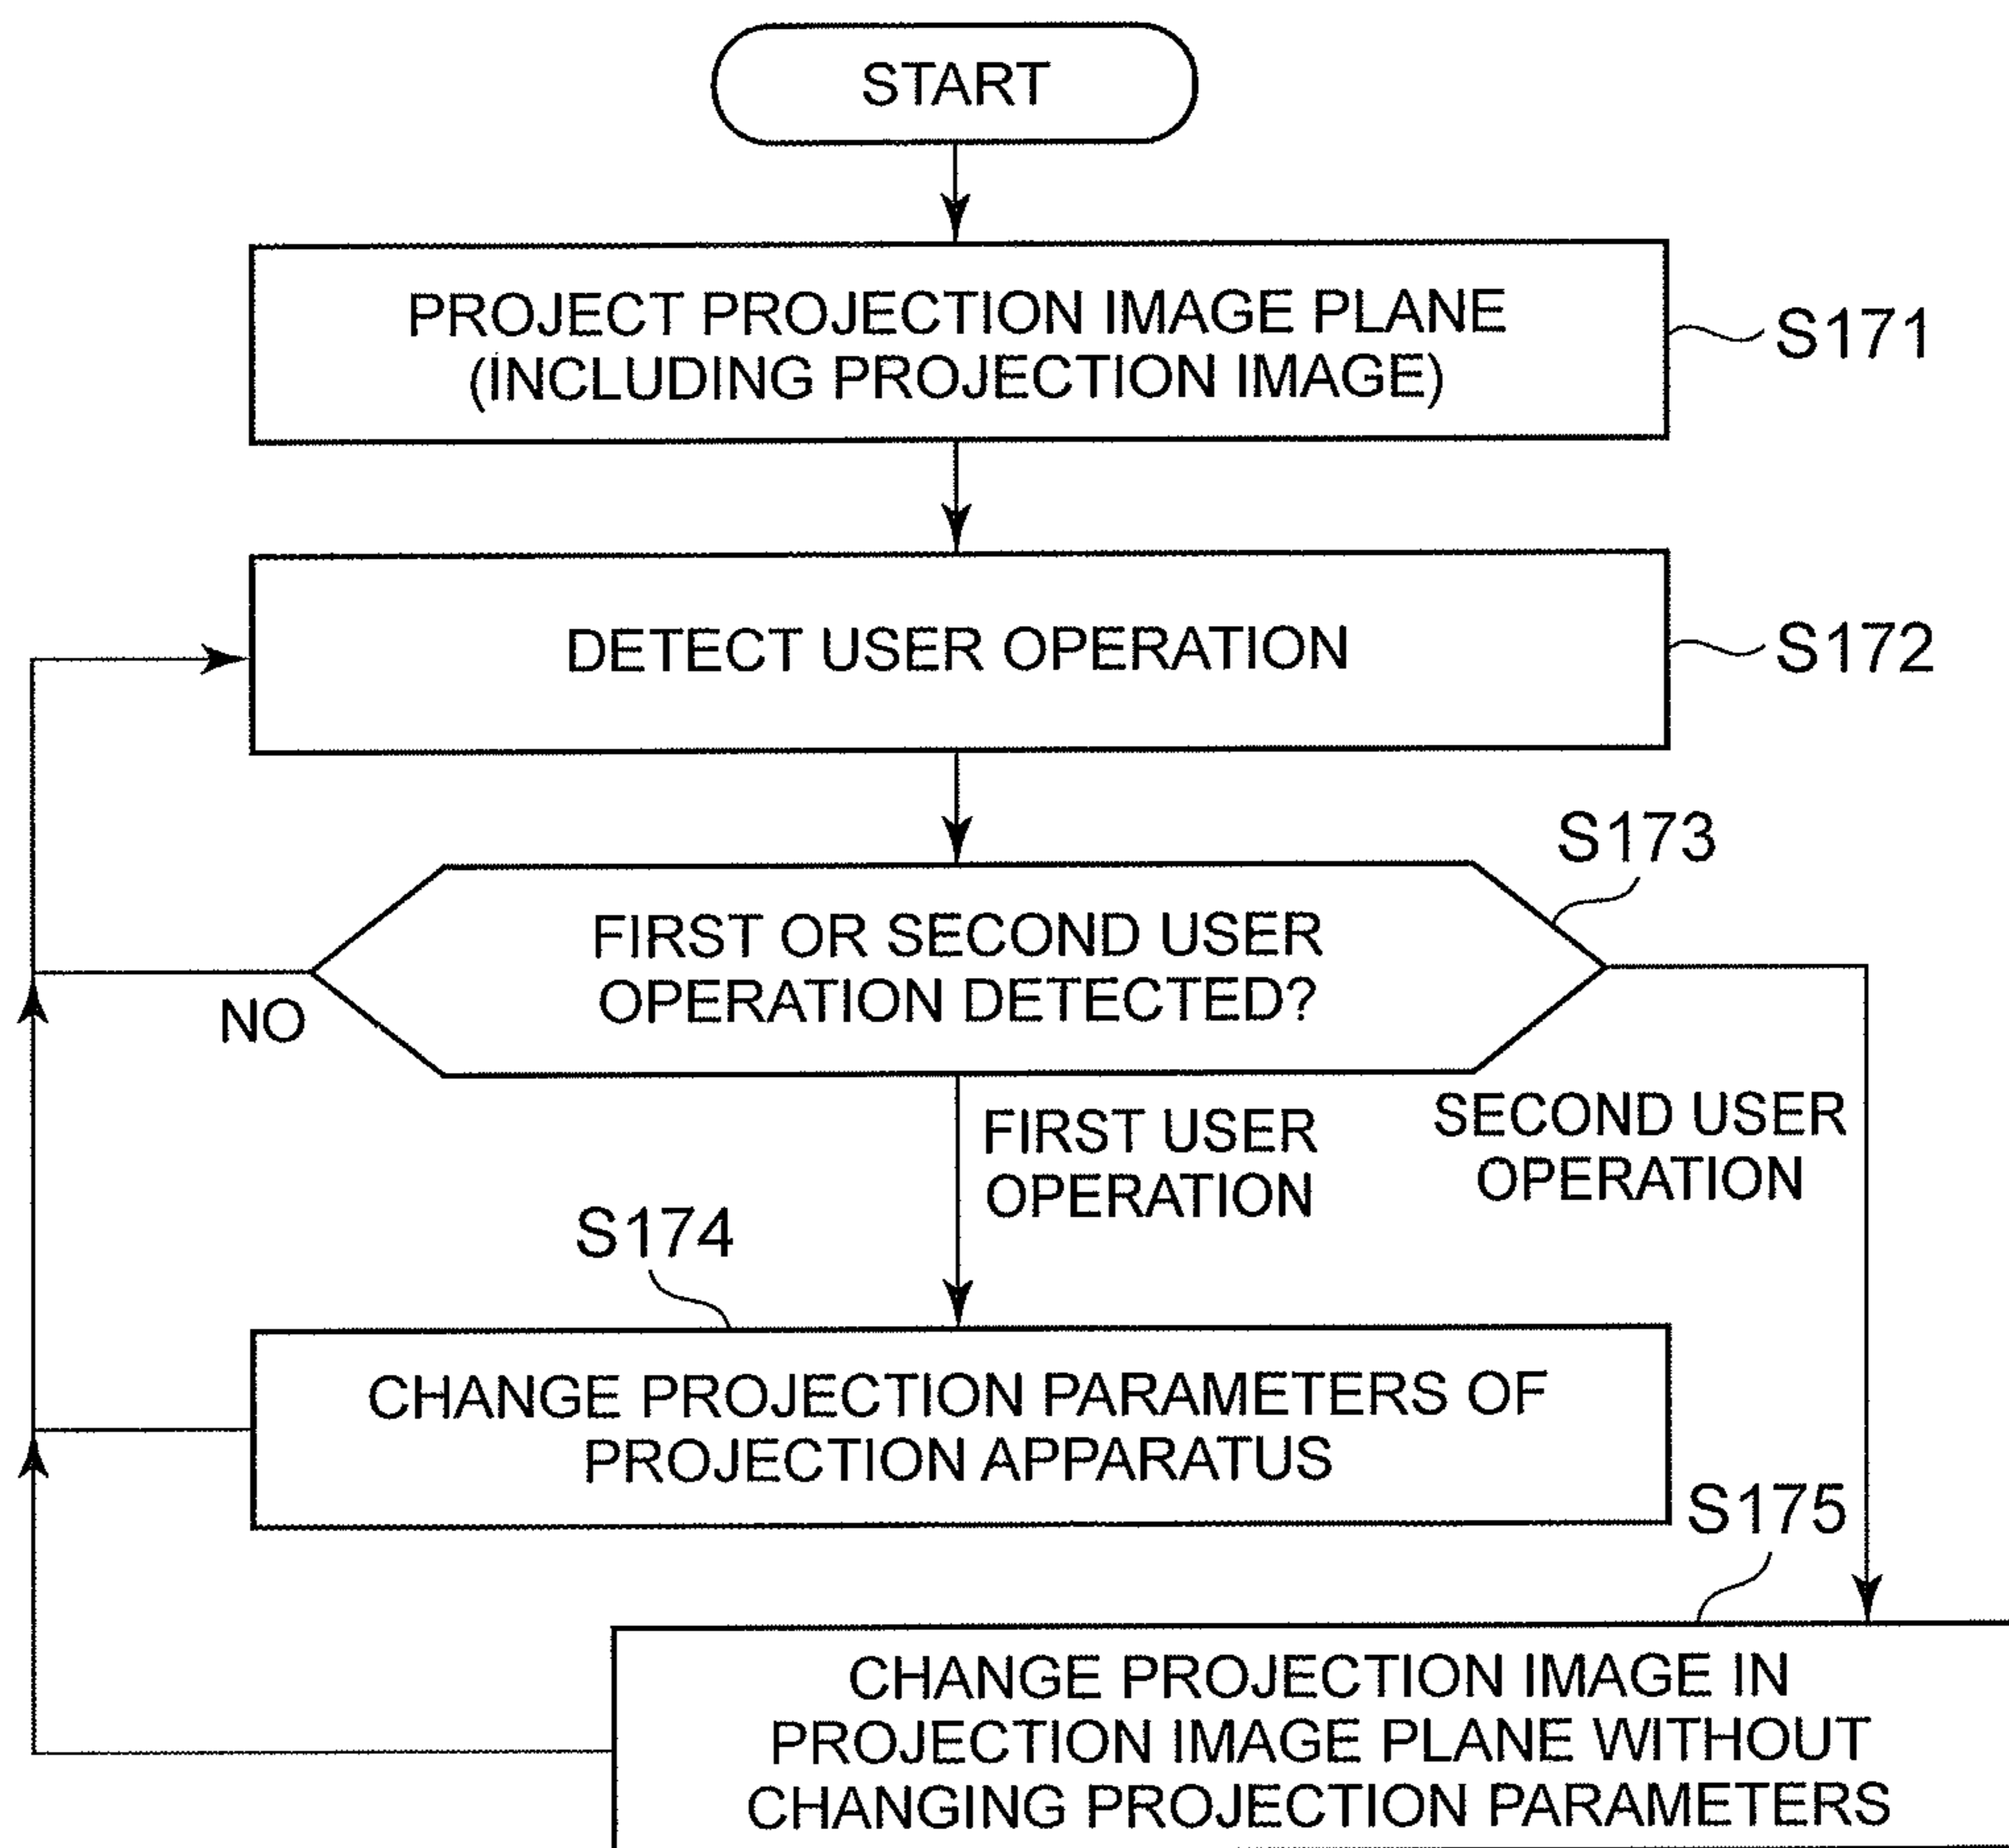 START
PROJECT PROJECTION IMAGE PLANE
(INCLUDING PROJECTION IMAGE)
S171
DETECT USER OPERATION
S172
S173
FIRST OR SECOND USER
OPERATION DETECTED?
NO
FIRST USER
OPERATION
SECOND USER
OPERATION
S174
CHANGE PROJECTION PARAMETERS OF
PROJECTION APPARATUS
S175
CHANGE PROJECTION IMAGE IN
PROJECTION IMAGE PLANE WITHOUT
CHANGING PROJECTION PARAMETERS